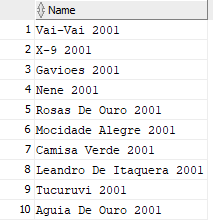 Name
1 Vai-Vai 2001
2 X-9 2001
3 Gavioes 2001
4 Nene 2001
5 Rosas De Ouro 2001
6 Mocidade Alegre 2001
7 Camisa Verde 2001
8 Leandro De Itaquera 2001
9 Tucuruvi 2001
10 Aguia De Ouro 2001